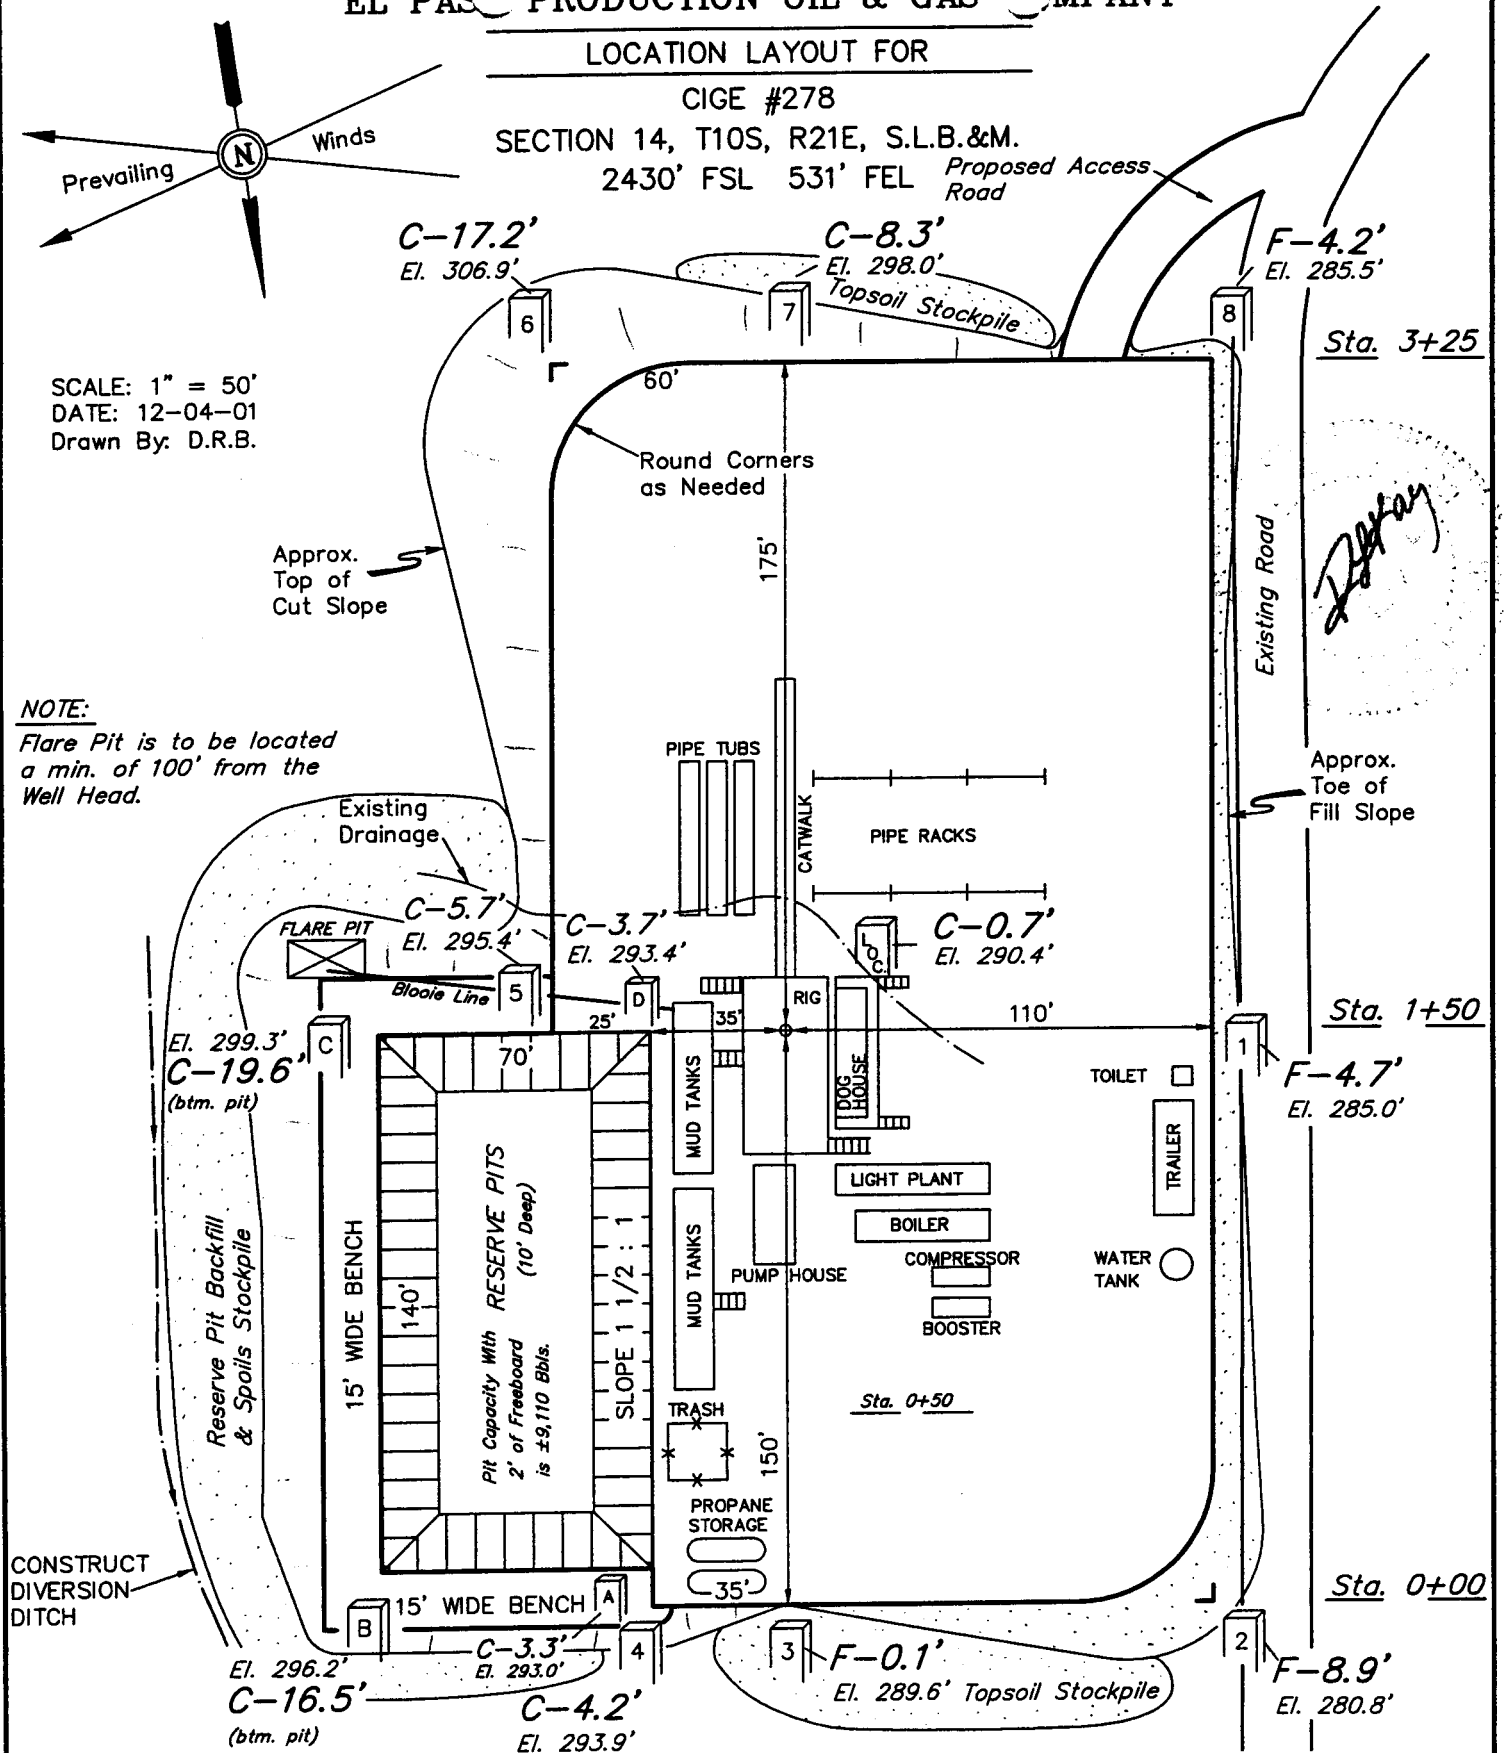 PRODUCTION OIL & GAS
LOCATION LAYOUT FOR
CIGE #278
SECTION 14, T10S, R21E, S.L.B.&M.
2430' FSL 531' FEL
Proposed Access
Road
N
Winds
Prevailing
C-17.2'
El. 306.9'
6
C-8.3'
El. 298.0'
7
Topsoil Stockpile
F-4.2'
El. 285.5'
8
Sta. 3+25
SCALE: 1" = 50'
DATE: 12-04-01
Drawn By: D.R.B.
60'
Round Corners
as Needed
175'
Approx.
Top of
Cut Slope
Existing Road
NOTE:
Flare Pit is to be located
a min. of 100' from the
Well Head.
Approx.
Toe of
Fill Slope
Existing
Drainage
PIPE TUBS
CATWALK
PIPE RACKS
C-5.7'
El. 295.4'
5
C-3.7'
El. 293.4'
D
LOC.
C-0.7'
El. 290.4'
FLARE PIT
Blooie Line
RIG
25'
35'
110'
Sta. 1+50
El. 299.3'
C-19.6'
(btm. pit)
C
70'
DOG
HOUSE
1
F-4.7'
El. 285.0'
TOILET
TRAILER
MUD TANKS
LIGHT PLANT
BOILER
PUMP HOUSE
COMPRESSOR
BOOSTER
WATER
TANK
MUD TANKS
RESERVE PITS
(10' Deep)
Pit Capacity With
2' of Freeboard
is ±9,110 Bbls.
SLOPE 1 1/2 : 1
140'
15' WIDE BENCH
Reserve Pit Backfill
& Spoils Stockpile
Sta. 0+50
TRASH
150'
PROPANE
STORAGE
35'
CONSTRUCT
DIVERSION
DITCH
15' WIDE BENCH
A
B
Sta. 0+00
El. 296.2'
C-16.5'
(btm. pit)
C-3.3'
El. 293.0'
4
C-4.2'
El. 293.9'
3
F-0.1'
El. 289.6'
Topsoil Stockpile
2
F-8.9'
El. 280.8'